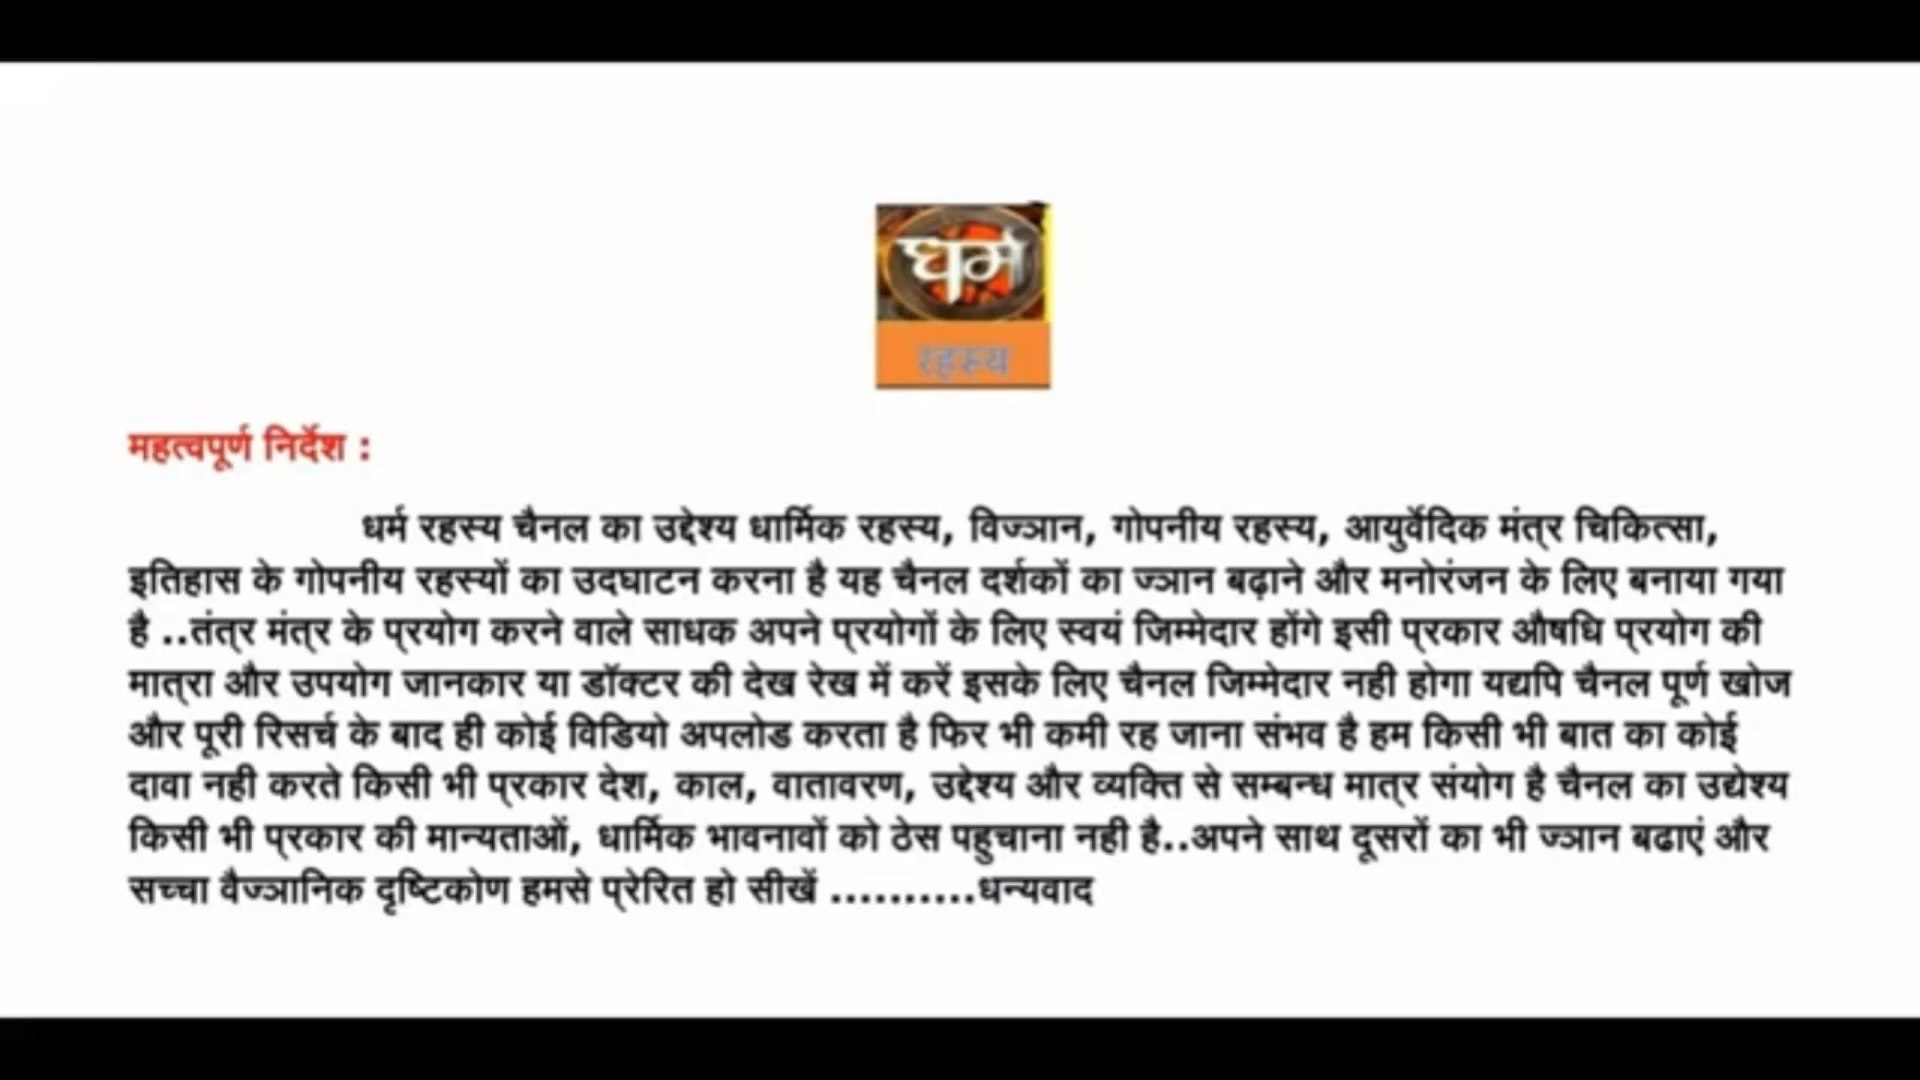 धर्म
रहस्य
महत्वपूर्ण निर्देश :
धर्म रहस्य चैनल का उद्देश्य धार्मिक रहस्य, विज्ञान, गोपनीय रहस्य, आयुर्वेदिक मंत्र चिकित्सा,
इतिहास के गोपनीय रहस्यों का उदघाटन करना है यह चैनल दर्शकों का ज्ञान बढ़ाने और मनोरंजन के लिए बनाया गया
है ..तंत्र मंत्र के प्रयोग करने वाले साधक अपने प्रयोगों के लिए स्वयं जिम्मेदार होंगे इसी प्रकार औषधि प्रयोग की
मात्रा और उपयोग जानकार या डॉक्टर की देख रेख में करें इसके लिए चैनल जिम्मेदार नही होगा यद्यपि चैनल पूर्ण खोज
और पूरी रिसर्च के बाद ही कोई विडियो अपलोड करता है फिर भी कमी रह जाना संभव है हम किसी भी बात का कोई
दावा नही करते किसी भी प्रकार देश, काल, वातावरण, उद्देश्य और व्यक्ति से सम्बन्ध मात्र संयोग है चैनल का उद्येश्य
किसी भी प्रकार की मान्यताओं, धार्मिक भावनावों को ठेस पहुचाना नही है..अपने साथ दूसरों का भी ज्ञान बढाएं और
सच्चा वैज्ञानिक दृष्टिकोण हमसे प्रेरित हो सीखें ..........धन्यवाद